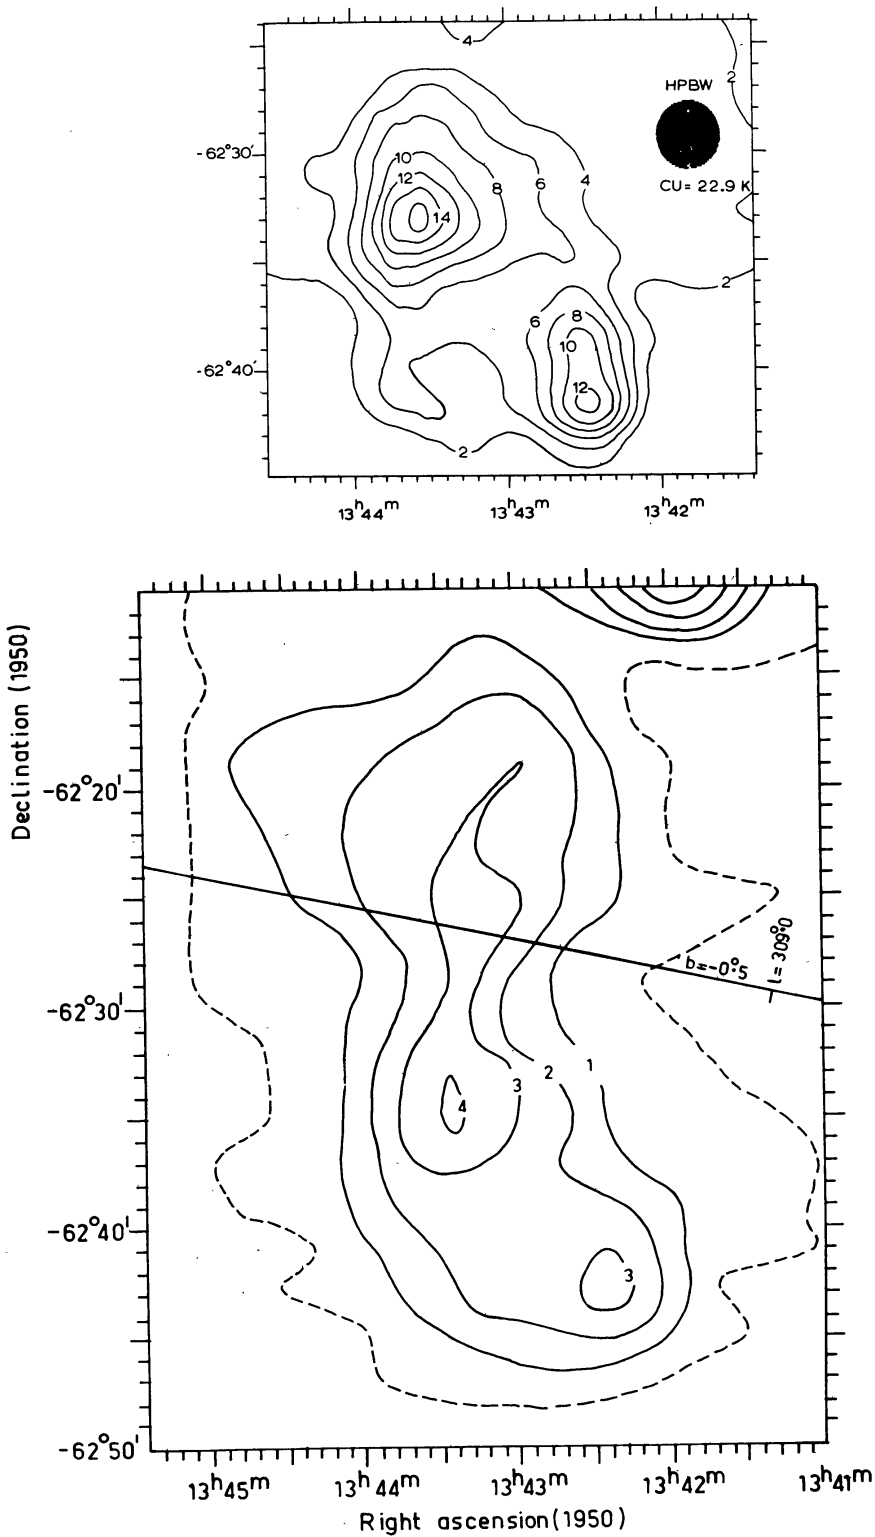 4
2
HPBW
-62°30'
10
12
8
6
4
CU= 22.9 K
14
2
6
8
10
-62°40'
12
2
13ʰ44ᵐ
13ʰ43ᵐ
13ʰ42ᵐ
Declination (1950)
-62°20'
b=-0°5
l=309°0
-62°30'
1
2
3
4
-62°40'
3
-62°50'
13ʰ45ᵐ
13ʰ44ᵐ
13ʰ43ᵐ
13ʰ42ᵐ
13ʰ41ᵐ
Right ascension(1950)